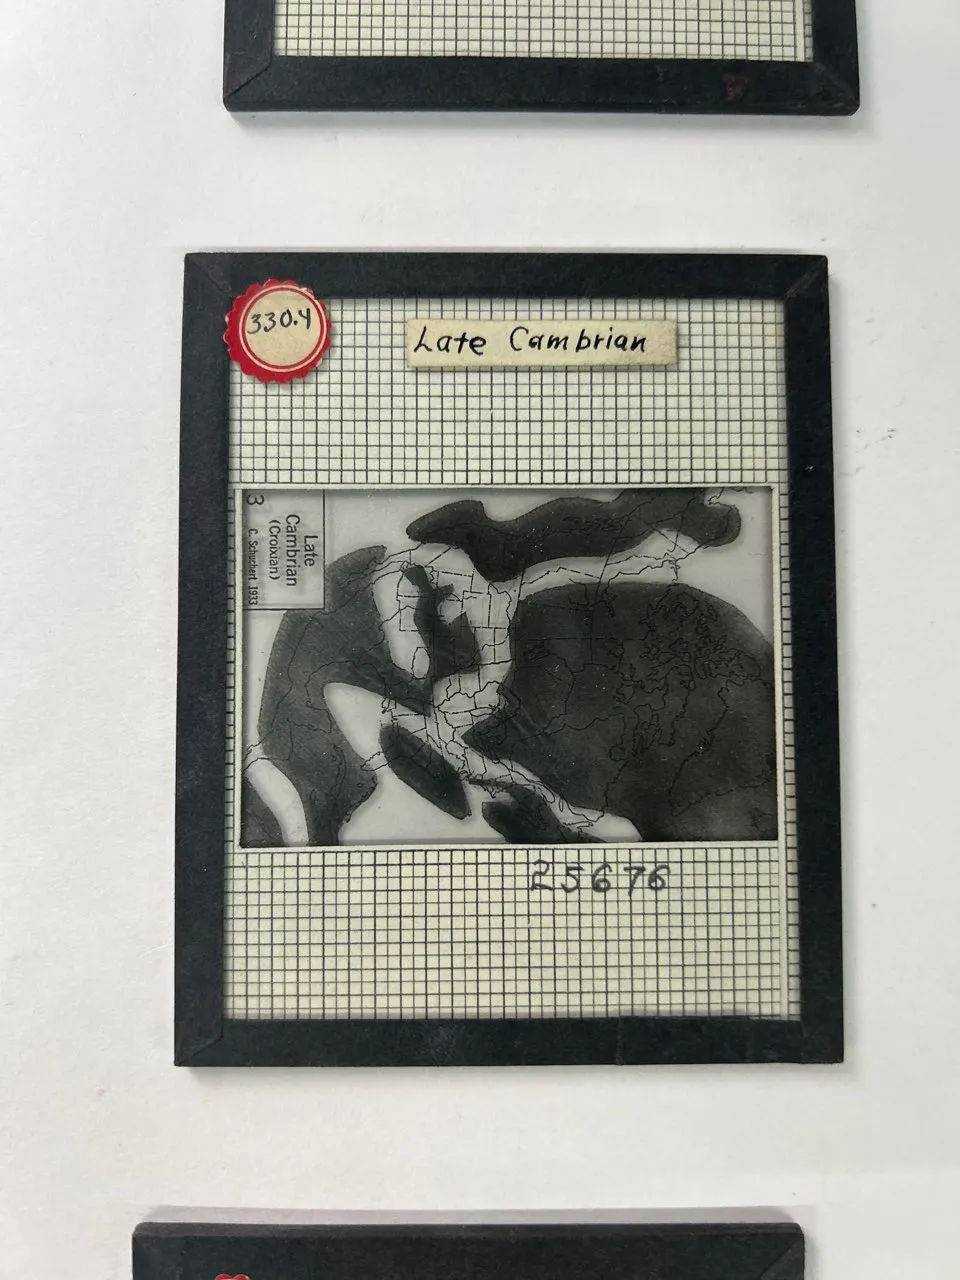 330.4
Late Cambrian
Late
Cambrian
(Croixian)
C. Schuchert 1933
3
25676